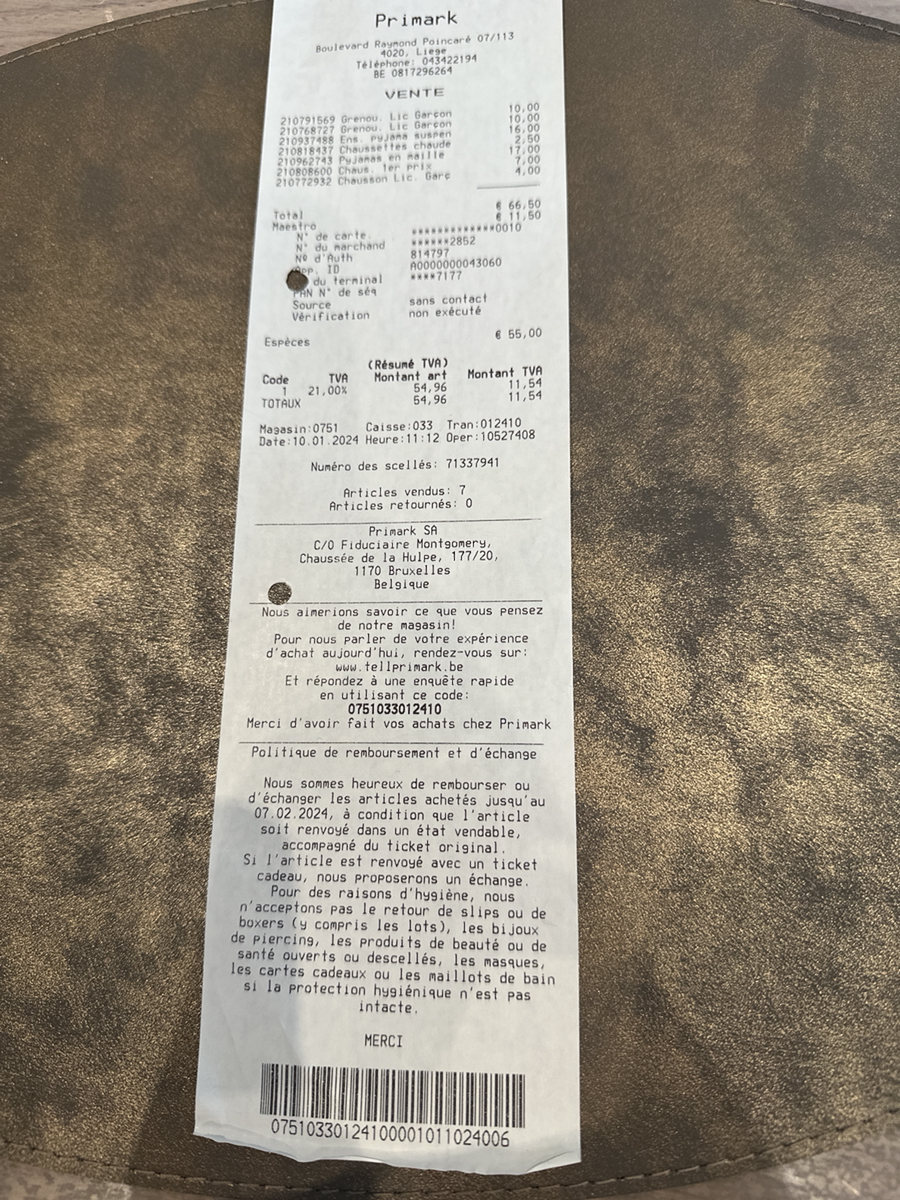 Primark
Boulevard Raymond Poincaré 07/113
4020, Liege
Téléphone: 043422194
BE 0817296264
VENTE
210791569 Grenou. Lic Garçon 10,00
210768727 Grenou. Lic Garçon 10,00
210937488 Ens. pyjama suspen 16,00
210818437 Chaussettes chaude 2,50
210962743 Pyjamas en maille 17,00
210808600 Chaus. 1er prix 7,00
210772932 Chausson Lic. Garç 4,00
Total € 66,50
Maestro € 11,50
N° de carte. ************0010
N° du marchand ******2852
Nº d'Auth 814797
App. ID A0000000043060
du terminal ****7177
PAN N° de séq
Source sans contact
Vérification non exécuté
Espèces € 55,00
(Résumé TVA)
Code TVA Montant art Montant TVA
1 21,00% 54,96 11,54
TOTAUX 54,96 11,54
Magasin:0751 Caisse:033 Tran:012410
Date:10.01.2024 Heure:11:12 Oper:10527408
Numéro des scellés: 71337941
Articles vendus: 7
Articles retournés: 0
Primark SA
C/O Fiduciaire Montgomery,
Chaussée de la Hulpe, 177/20,
1170 Bruxelles
Belgique
Nous aimerions savoir ce que vous pensez
de notre magasin!
Pour nous parler de votre expérience
d'achat aujourd'hui, rendez-vous sur:
www.tellprimark.be
Et répondez à une enquête rapide
en utilisant ce code:
0751033012410
Merci d'avoir fait vos achats chez Primark
Politique de remboursement et d'échange
Nous sommes heureux de rembourser ou
d'échanger les articles achetés jusqu'au
07.02.2024, à condition que l'article
soit renvoyé dans un état vendable,
accompagné du ticket original.
Si l'article est renvoyé avec un ticket
cadeau, nous proposerons un échange.
Pour des raisons d'hygiène, nous
n'acceptons pas le retour de slips ou de
boxers (y compris les lots), les bijoux
de piercing, les produits de beauté ou de
santé ouverts ou descellés, les masques,
les cartes cadeaux ou les maillots de bain
si la protection hygiénique n'est pas
intacte.
MERCI
07510330124100001011024006